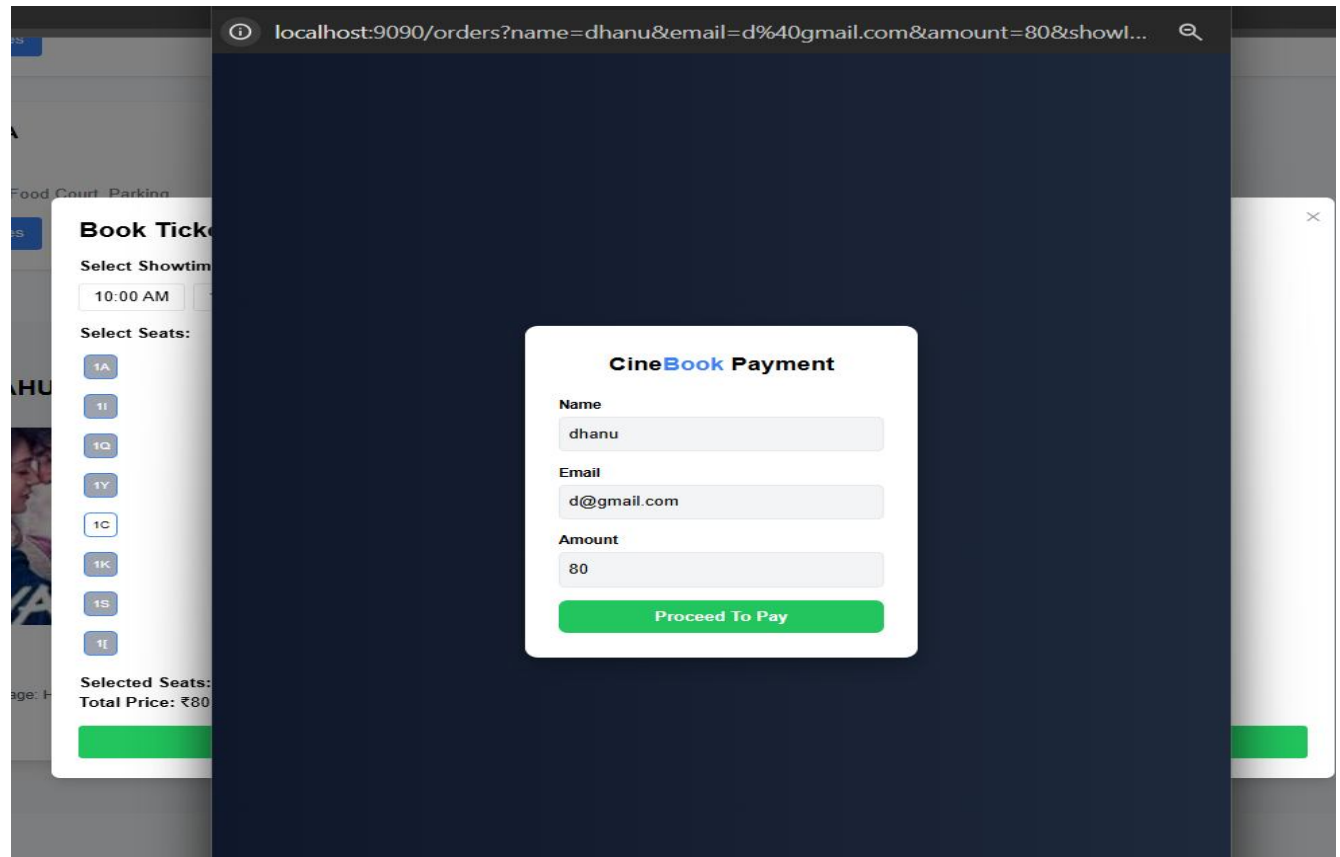 localhost:9090/orders?name=dhanu&email=d%40gmail.com&amount=80&showl...
Food Court, Parking
Book Ticke
Select Showtim
10:00 AM
Select Seats:
1A
1I
1Q
1Y
1C
1K
1S
1[
Selected Seats:
Total Price: ₹80
CineBook Payment
Name
dhanu
Email
d@gmail.com
Amount
80
Proceed To Pay